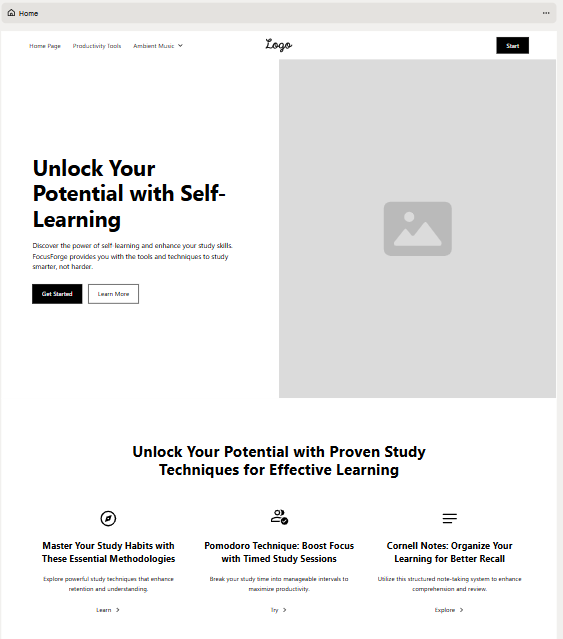 Home
Home Page
Productivity Tools
Ambient Music
Logo
Start
Unlock Your
Potential with Self-
Learning
Discover the power of self-learning and enhance your study skills.
FocusForge provides you with the tools and techniques to study
smarter, not harder.
Get Started
Learn More
Unlock Your Potential with Proven Study
Techniques for Effective Learning
Master Your Study Habits with
These Essential Methodologies
Explore powerful study techniques that enhance
retention and understanding.
Learn
Pomodoro Technique: Boost Focus
with Timed Study Sessions
Break your study time into manageable intervals to
maximize productivity.
Try
Cornell Notes: Organize Your
Learning for Better Recall
Utilize this structured note-taking system to enhance
comprehension and review.
Explore